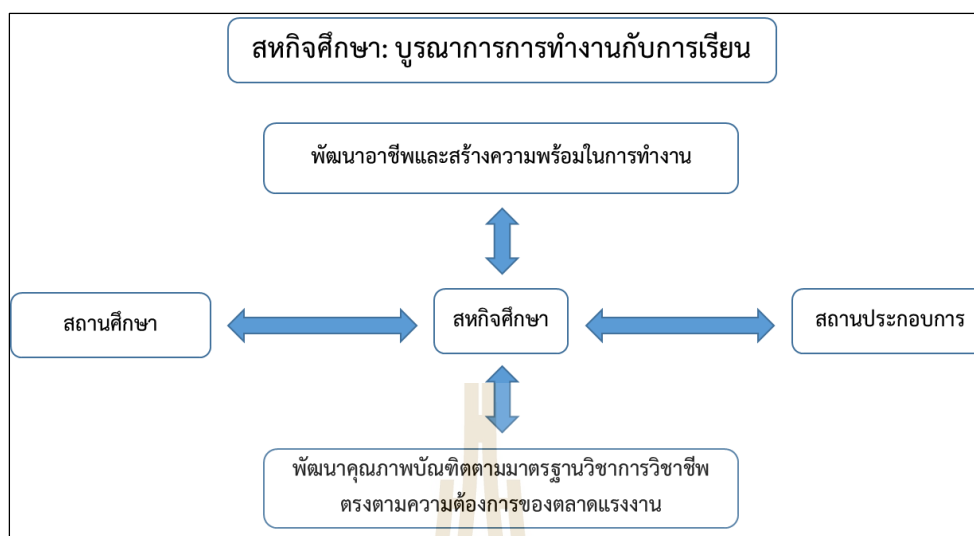 สหกิจศึกษา: บูรณาการการทำงานกับการเรียน
พัฒนาอาชีพและสร้างความพร้อมในการทำงาน
สถานศึกษา
สหกิจศึกษา
สถานประกอบการ
พัฒนาคุณภาพบัณฑิตตามมาตรฐานวิชาการวิชาชีพ
ตรงตามความต้องการของตลาดแรงงาน